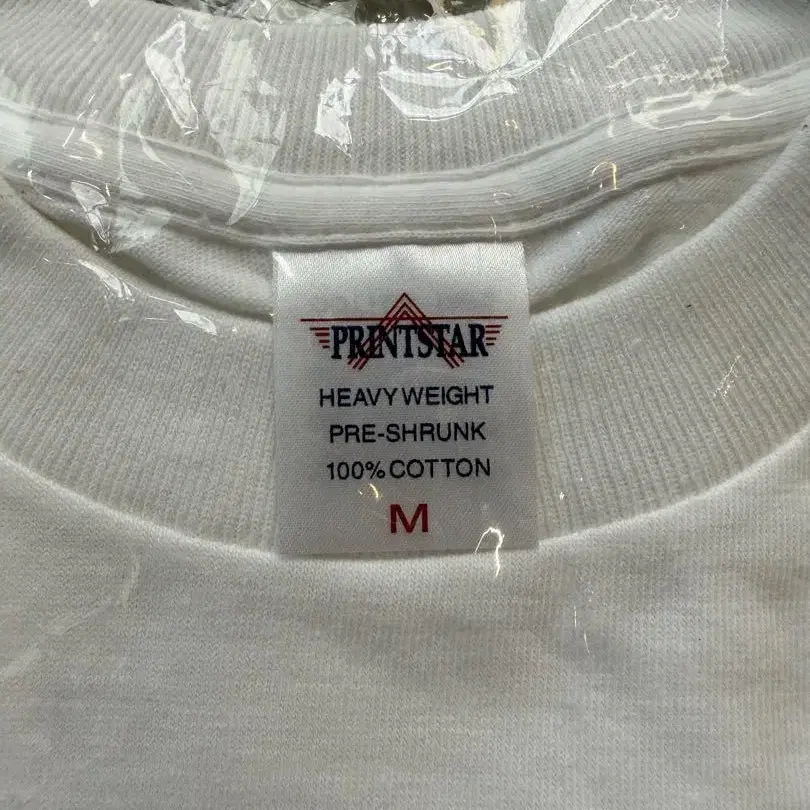 PRINTSTAR
HEAVY WEIGHT
PRE-SHRUNK
100% COTTON
M